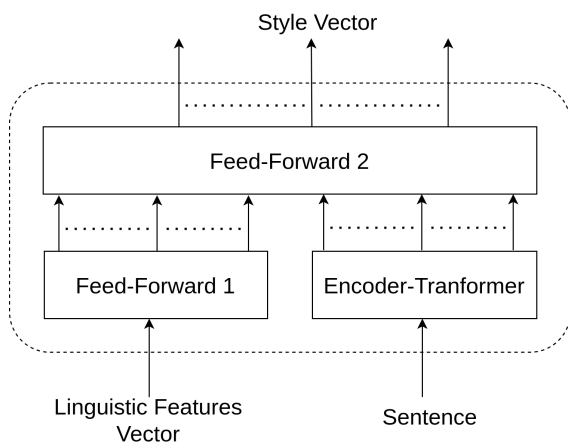 Style Vector
Feed-Forward 2
Feed-Forward 1
Encoder-Tranformer
Linguistic Features
Vector
Sentence